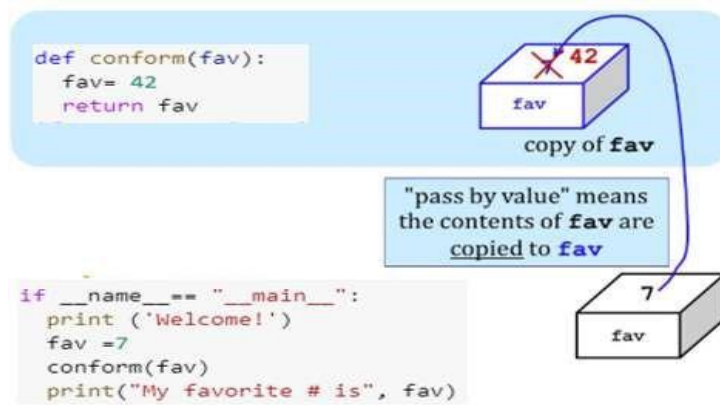 def conform(fav):
fav= 42
return fav
7 42
fav
copy of fav
"pass by value" means
the contents of fav are
copied to fav
7
fav
if __name__== "__main__":
print ('Welcome!')
fav =7
conform(fav)
print("My favorite # is", fav)